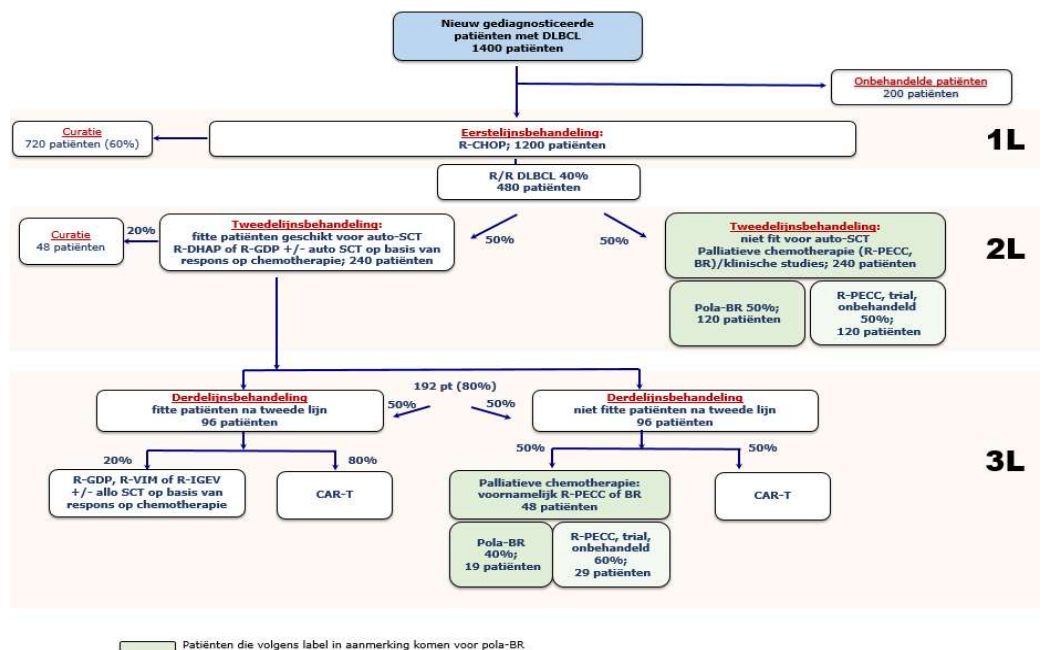 Nieuw gediagnosticeerde
patiënten met DLBCL
1400 patiënten
Onbehandelde patiënten
200 patiënten
1L
Curatie
720 patiënten (60%)
Eerstelijnsbehandeling:
R-CHOP; 1200 patiënten
R/R DLBCL 40%
480 patiënten
2L
Curatie
48 patiënten
20%
Tweedelijnsbehandeling:
fitte patiënten geschikt voor auto-SCT
R-DHAP of R-GDP +/- auto SCT op basis van
respons op chemotherapie; 240 patiënten
50%
50%
Tweedelijnsbehandeling:
niet fit voor auto-SCT
Palliatieve chemotherapie (R-PECC,
BR)/klinische studies; 240 patiënten
Pola-BR 50%;
120 patiënten
R-PECC, trial,
onbehandeld
50%;
120 patiënten
3L
192 pt (80%)
50%
50%
Derdelijnsbehandeling
fitte patiënten na tweede lijn
96 patiënten
Derdelijnsbehandeling
niet fitte patiënten na tweede lijn
96 patiënten
20%
80%
50%
50%
R-GDP, R-VIM of R-IGEV
+/- allo SCT op basis van
respons op chemotherapie
CAR-T
Palliatieve chemotherapie:
voornamelijk R-PECC of BR
48 patiënten
CAR-T
Pola-BR
40%;
19 patiënten
R-PECC, trial,
onbehandeld
60%;
29 patiënten
Patiënten die volgens label in aanmerking komen voor pola-BR